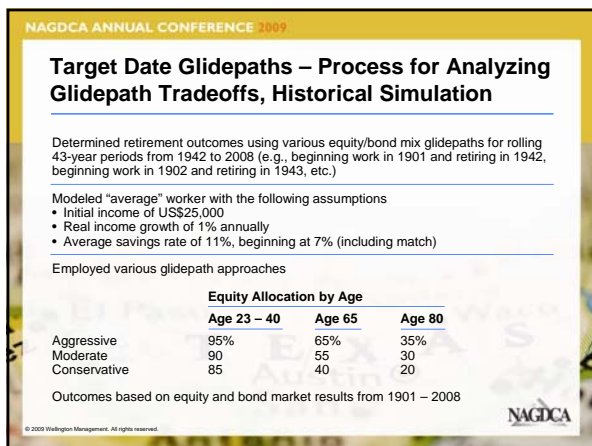 NAGDCA ANNUAL CONFERENCE 2009
Target Date Glidepaths – Process for Analyzing
Glidepath Tradeoffs, Historical Simulation
Determined retirement outcomes using various equity/bond mix glidepaths for rolling
43-year periods from 1942 to 2008 (e.g., beginning work in 1901 and retiring in 1942,
beginning work in 1902 and retiring in 1943, etc.)
Modeled "average" worker with the following assumptions
• Initial income of US$25,000
• Real income growth of 1% annually
• Average savings rate of 11%, beginning at 7% (including match)
Employed various glidepath approaches
Equity Allocation by Age
Age 23 – 40 Age 65 Age 80
Aggressive 95% 65% 35%
Moderate 90 55 30
Conservative 85 40 20
Outcomes based on equity and bond market results from 1901 – 2008
NAGDCA
© 2009 Wellington Management. All rights reserved.
El Paso
Waco
TEXAS
Austin